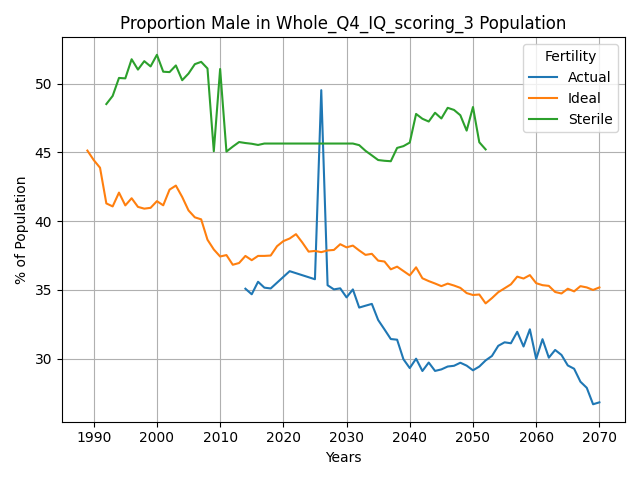 Proportion Male in Whole_Q4_IQ_scoring_3 Population
Fertility
Actual
Ideal
Sterile
% of Population
50
45
40
35
30
1990 2000 2010 2020 2030 2040 2050 2060 2070
Years